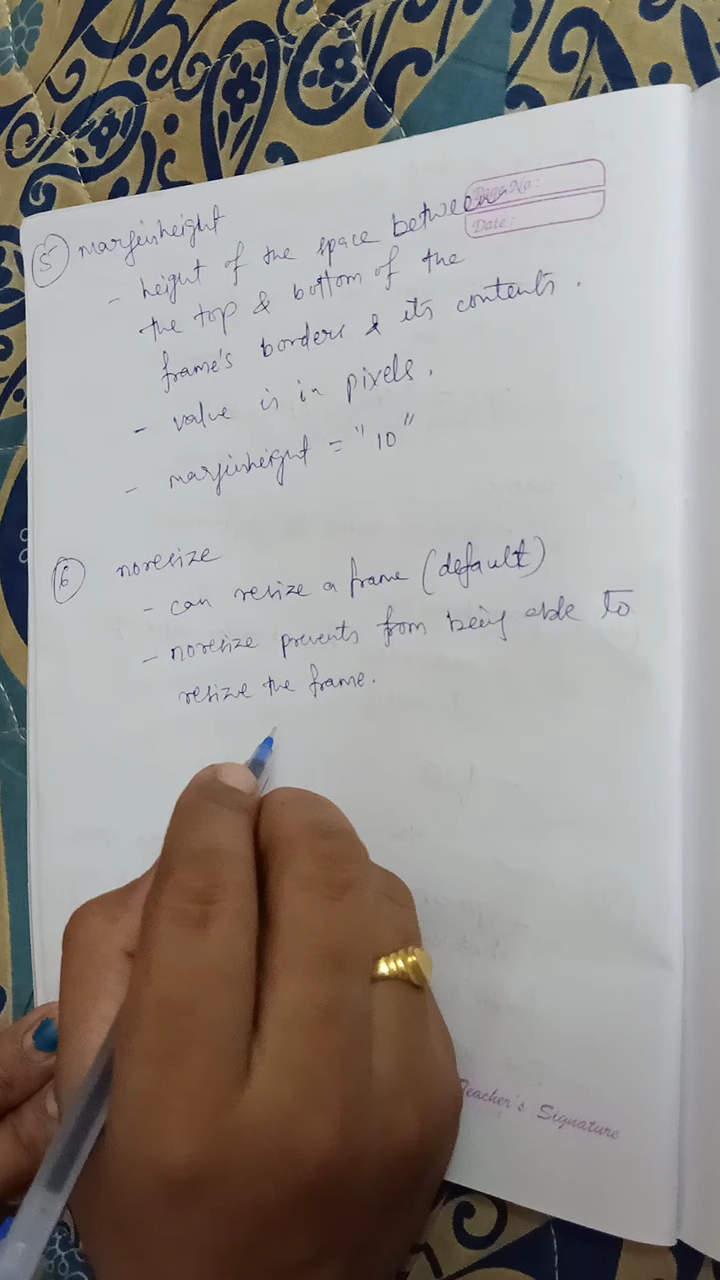 Page No :
Date :
⑤ marginheight
- height of the space between
the top & bottom of the
frame's borders & its contents.
- value is in pixels.
- marginheight = "10"
⑥ noresize
- can resize a frame (default)
- noresize prevents from being able to
resize the frame.
Teacher's Signature